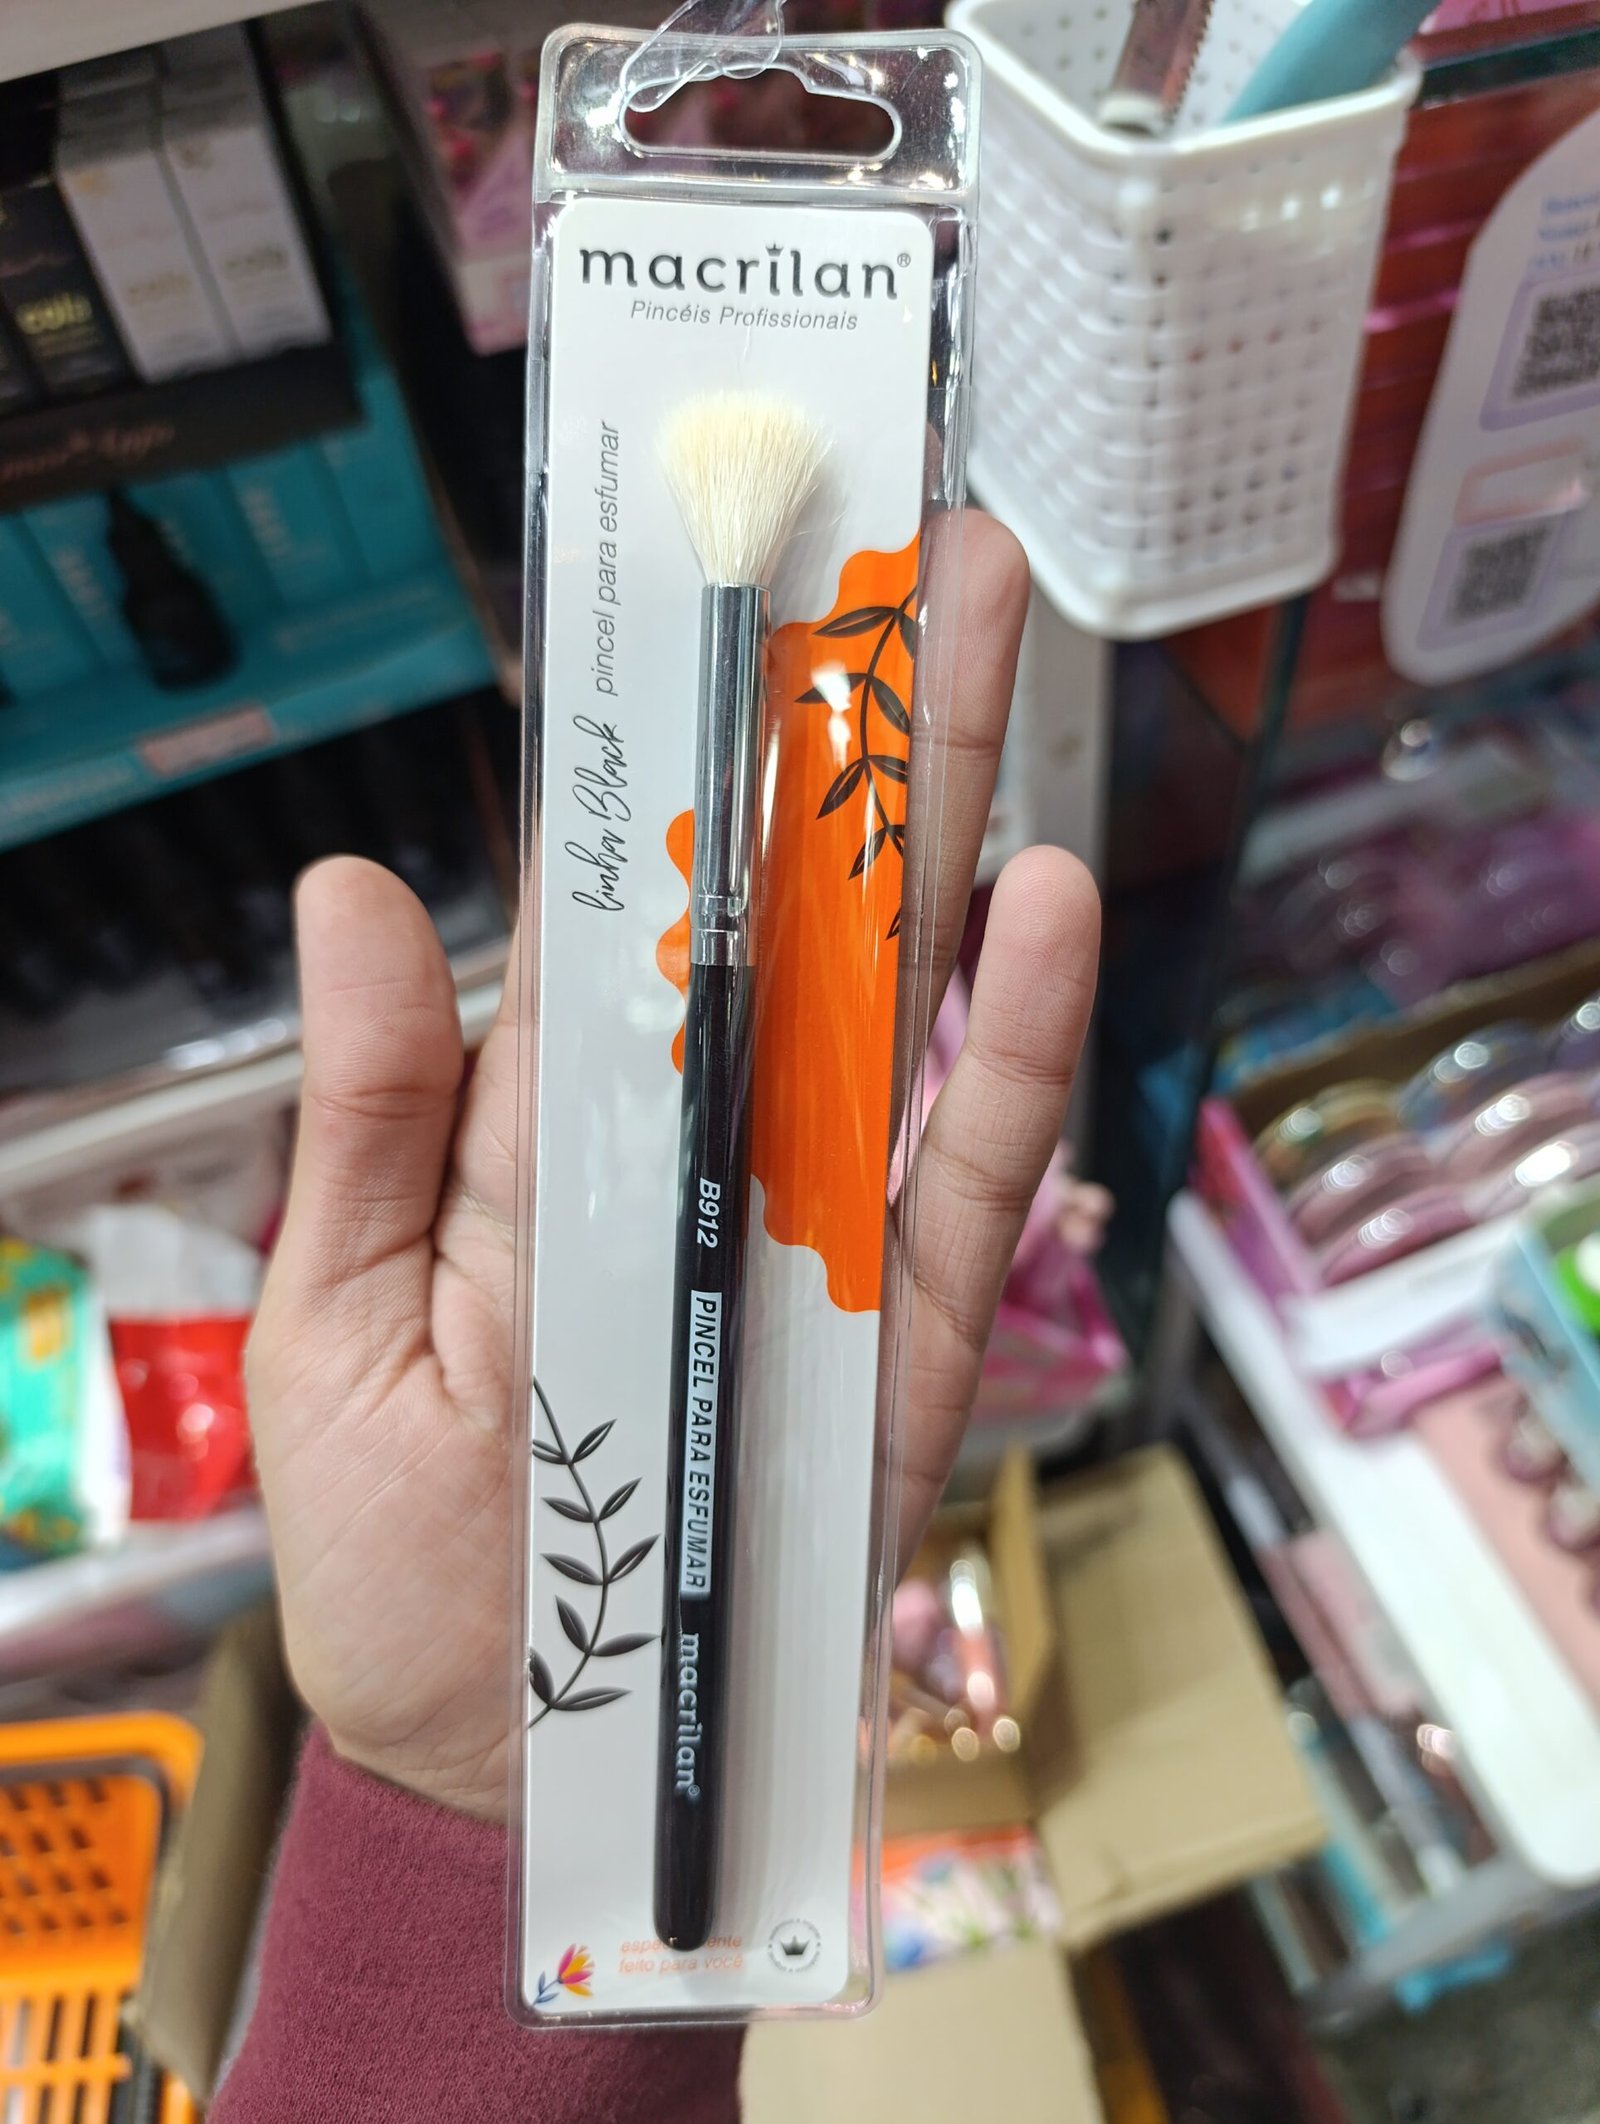 macrilan®
Pincéis Profissionais
linha Black pincel para esfumar
B912 PINCEL PARA ESFUMAR macrilan®
feito para você